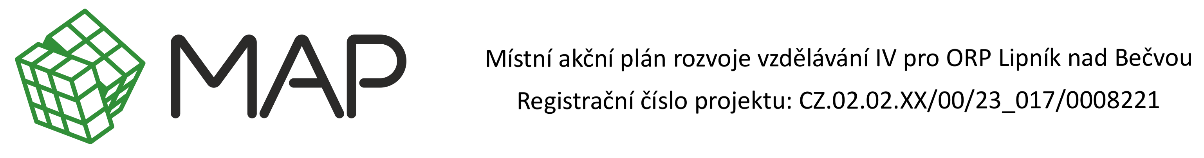 MAP
Místní akční plán rozvoje vzdělávání IV pro ORP Lipník nad Bečvou
Registrační číslo projektu: CZ.02.02.XX/00/23_017/0008221